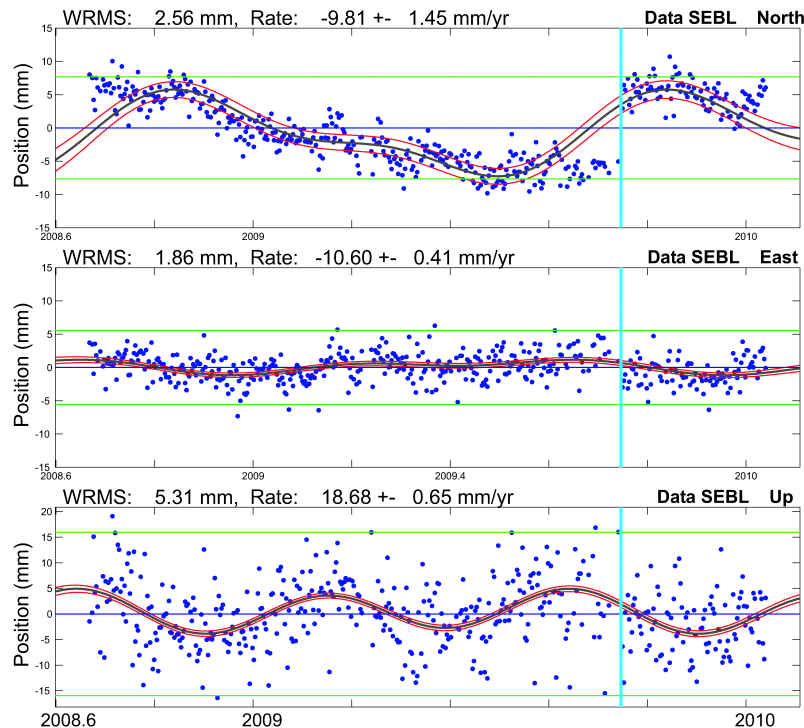 WRMS: 2.56 mm, Rate: -9.81 +- 1.45 mm/yr Data SEBL North
15
10
5
0
-5
-10
-15
Position (mm)
2008.6 2009 2010
WRMS: 1.86 mm, Rate: -10.60 +- 0.41 mm/yr Data SEBL East
15
10
5
0
-5
-10
-15
Position (mm)
2008.6 2009 2009.4 2010
WRMS: 5.31 mm, Rate: 18.68 +- 0.65 mm/yr Data SEBL Up
20
15
10
5
0
-5
-10
-15
Position (mm)
2008.6 2009 2010